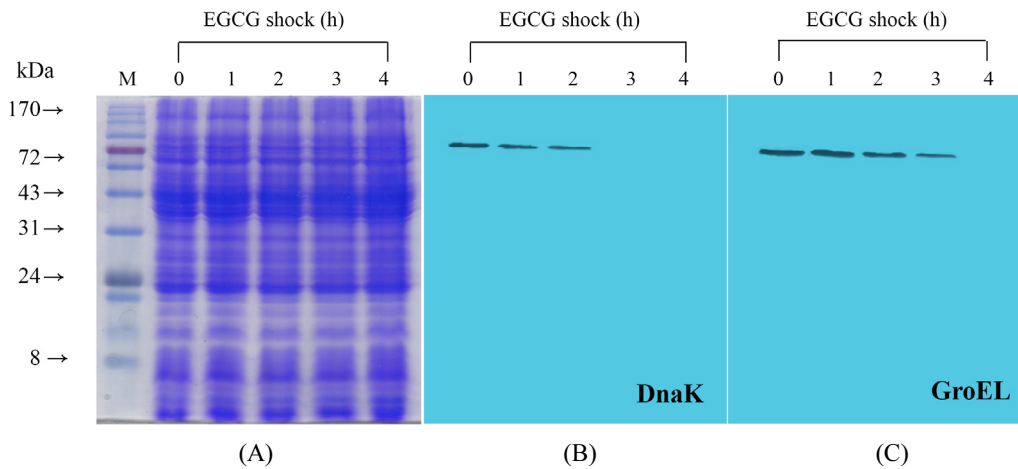 EGCG shock (h) EGCG shock (h) EGCG shock (h)
kDa M 0 1 2 3 4 0 1 2 3 4 0 1 2 3 4
170→
72→
43→
31→
24→
8→
DnaK GroEL
(A) (B) (C)